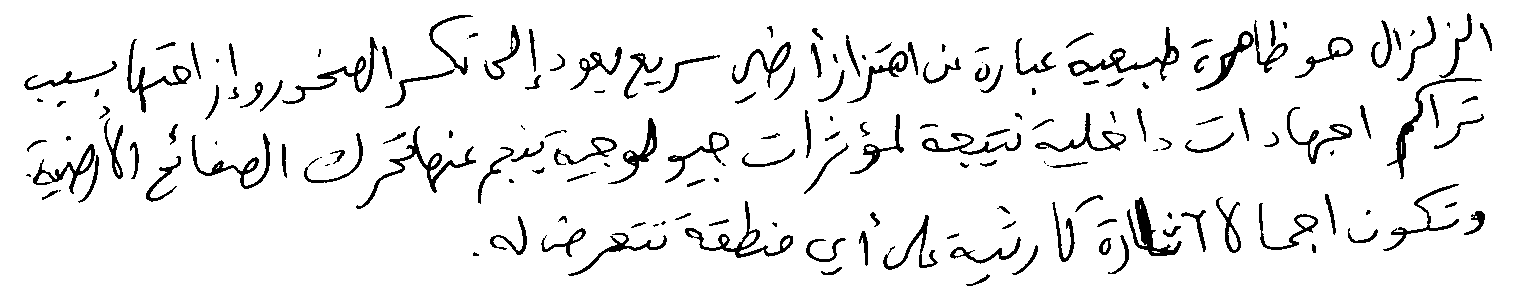 الزلزال هو ظاهرة طبيعية عبارة عن اهتزاز أرضي سريع يعود إلى تكسر الصخور وإزاحتها بسبب
تراكم اجهادات داخلية نتيجة لمؤثرات جيولوجية ينجم عنها تحرك الصفائح الأرضية
وتكون اجمالا آثاره كارثية على أي منطقة تتعرض له.